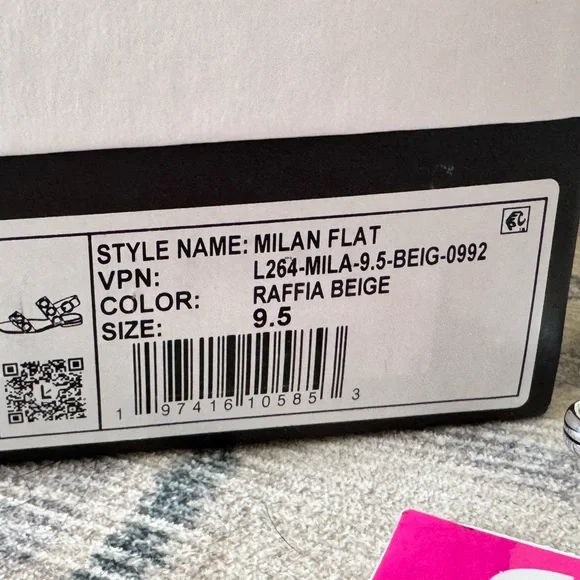 STYLE NAME: MILAN FLAT
VPN: L264-MILA-9.5-BEIG-0992
COLOR: RAFFIA BEIGE
SIZE: 9.5
1 97416 10585 3